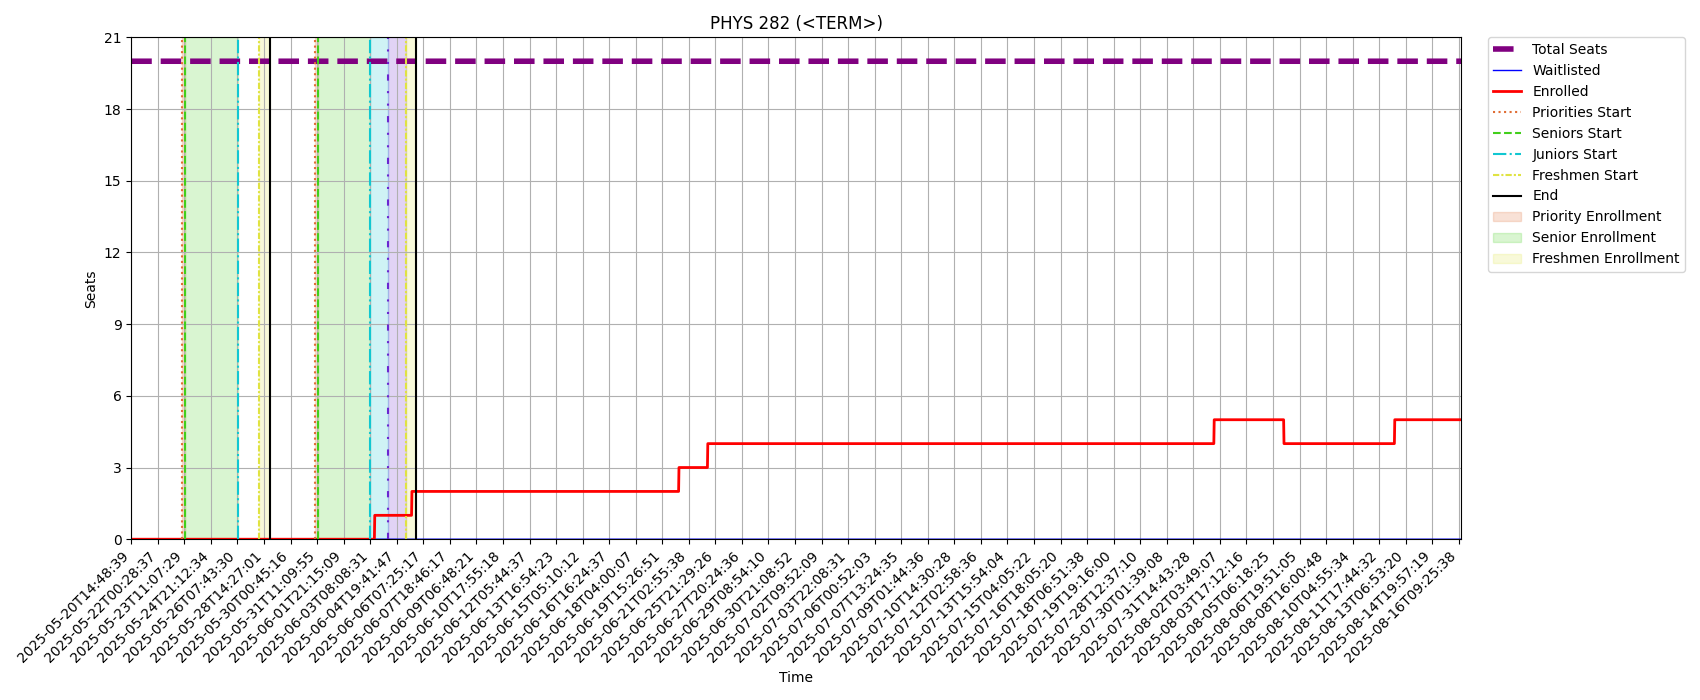 PHYS 282 (<TERM>)
Total Seats
Waitlisted
Enrolled
Priorities Start
Seniors Start
Juniors Start
Freshmen Start
End
Priority Enrollment
Senior Enrollment
Freshmen Enrollment
Seats
21
18
15
12
9
6
3
0
2025-05-20T14:48:39
2025-05-22T00:28:37
2025-05-23T11:07:29
2025-05-24T21:12:34
2025-05-26T07:43:30
2025-05-28T14:27:01
2025-05-30T00:45:16
2025-05-31T11:09:55
2025-06-01T21:15:09
2025-06-03T08:08:31
2025-06-04T19:41:47
2025-06-06T07:25:17
2025-06-07T18:46:17
2025-06-09T06:48:21
2025-06-10T17:55:18
2025-06-12T05:44:37
2025-06-13T16:54:23
2025-06-15T05:10:12
2025-06-16T16:24:37
2025-06-18T04:00:07
2025-06-19T15:26:51
2025-06-21T02:55:38
2025-06-25T21:29:26
2025-06-27T20:24:36
2025-06-29T08:54:10
2025-06-30T21:08:52
2025-07-02T09:52:09
2025-07-03T22:08:31
2025-07-06T00:52:03
2025-07-07T13:24:35
2025-07-09T01:44:36
2025-07-10T14:30:28
2025-07-12T02:58:36
2025-07-13T15:54:04
2025-07-15T04:05:22
2025-07-16T18:05:20
2025-07-18T06:51:38
2025-07-19T19:16:00
2025-07-28T12:37:10
2025-07-30T01:39:08
2025-07-31T14:43:28
2025-08-02T03:49:07
2025-08-03T17:12:16
2025-08-05T06:18:25
2025-08-06T19:51:05
2025-08-08T16:00:48
2025-08-10T04:55:34
2025-08-11T17:44:32
2025-08-13T06:53:20
2025-08-14T19:57:19
2025-08-16T09:25:38
Time